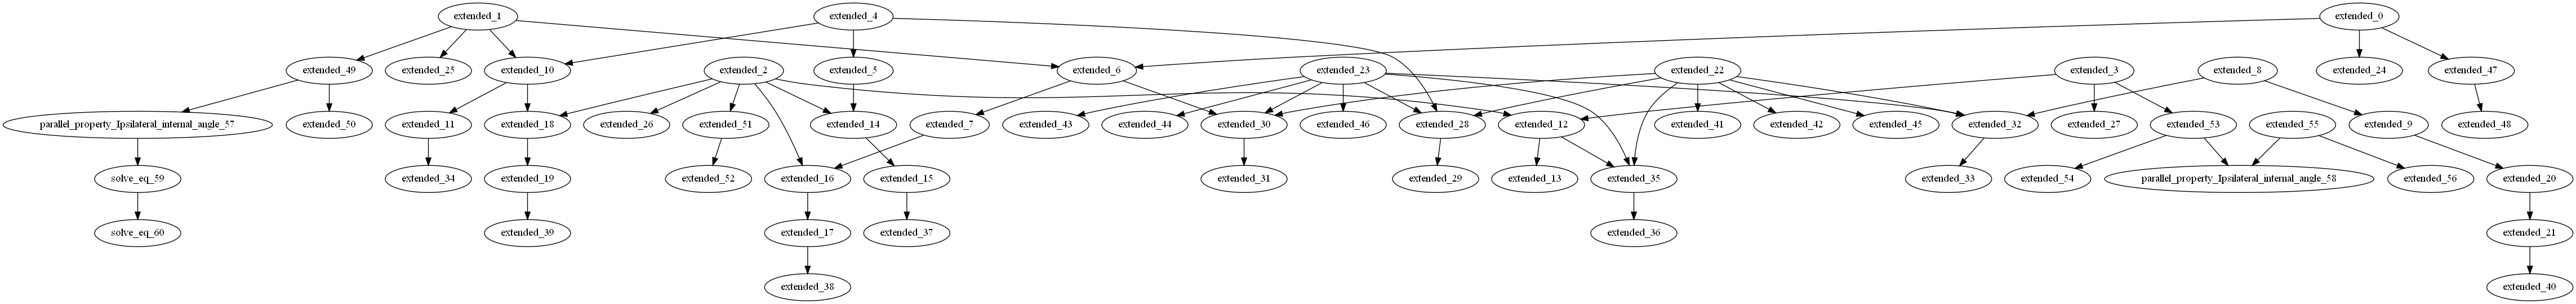 extended_1
extended_4
extended_0
extended_49
extended_25
extended_10
extended_2
extended_5
extended_6
extended_23
extended_22
extended_3
extended_8
extended_24
extended_47
parallel_property_Ipsilateral_internal_angle_57
extended_50
extended_11
extended_18
extended_26
extended_51
extended_14
extended_7
extended_43
extended_44
extended_30
extended_46
extended_28
extended_12
extended_41
extended_42
extended_45
extended_32
extended_27
extended_53
extended_55
extended_9
extended_48
solve_eq_59
extended_34
extended_19
extended_52
extended_16
extended_15
extended_31
extended_29
extended_13
extended_35
extended_33
extended_54
parallel_property_Ipsilateral_internal_angle_58
extended_56
extended_20
solve_eq_60
extended_39
extended_17
extended_37
extended_36
extended_21
extended_38
extended_40